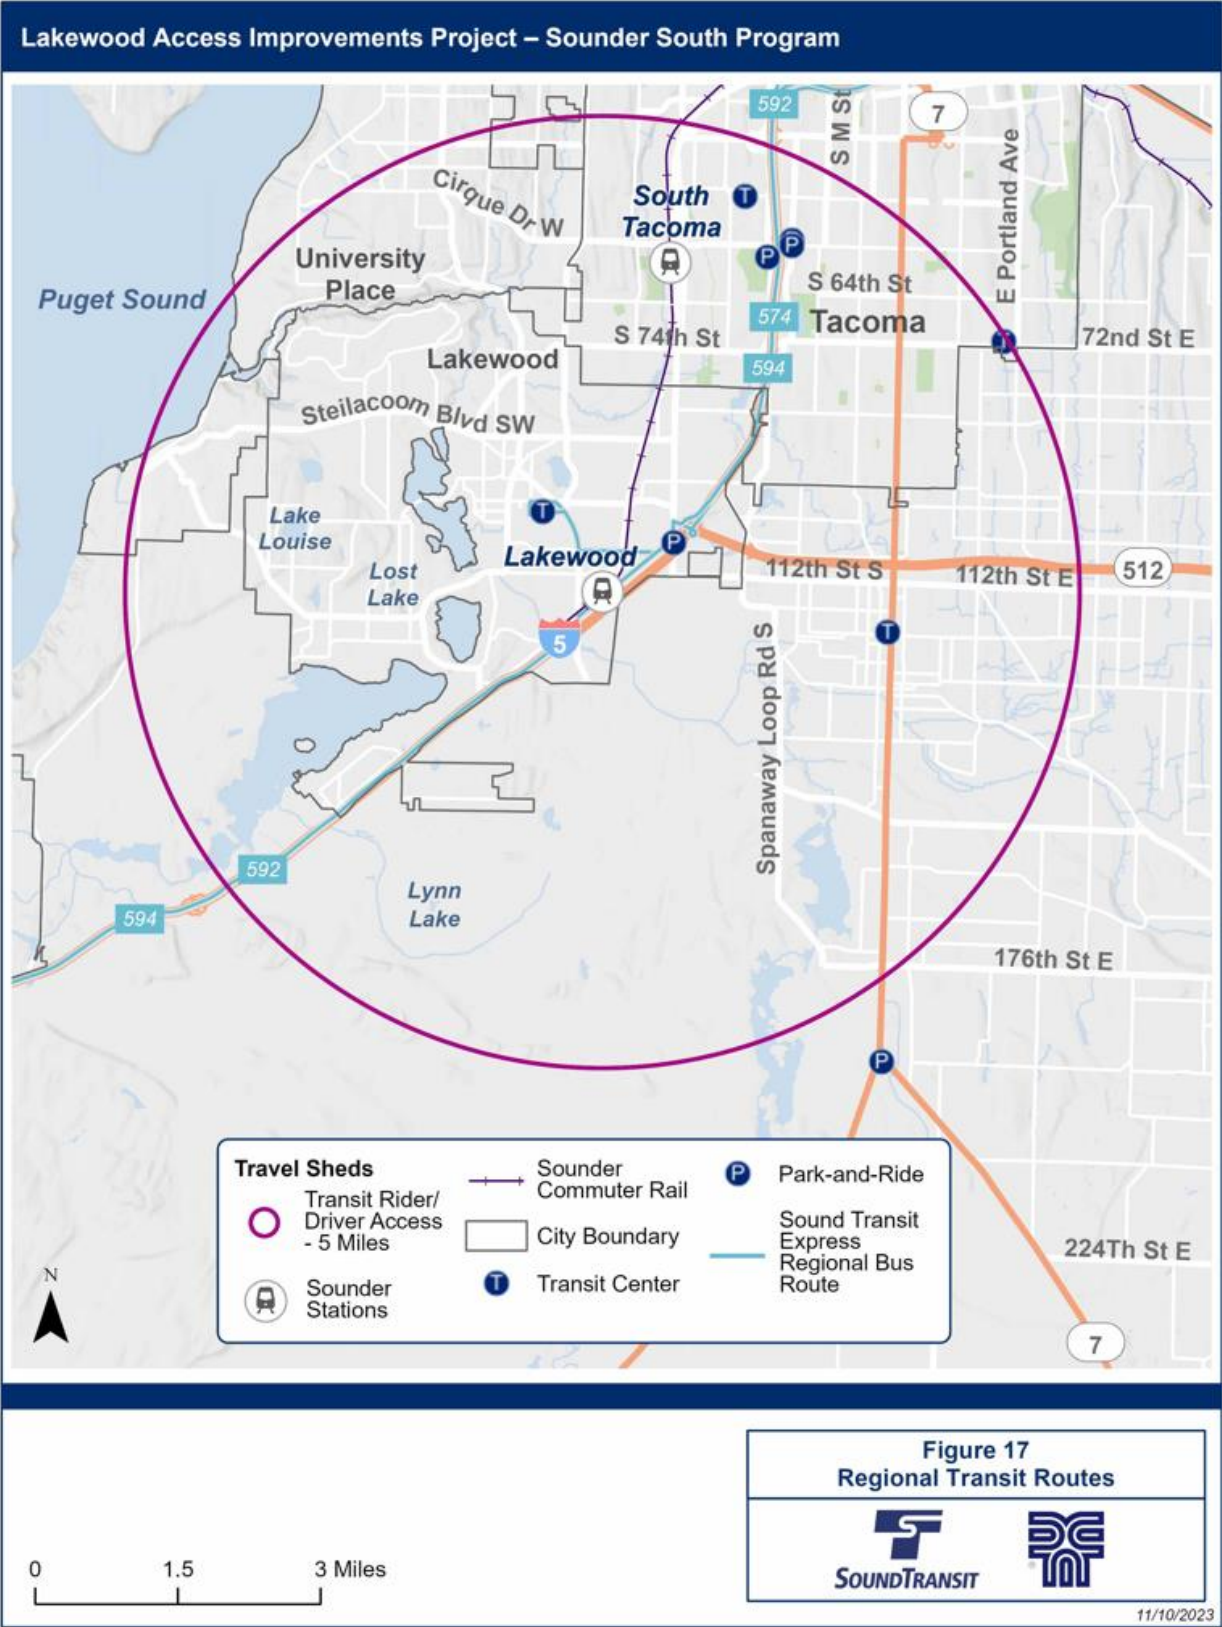 Lakewood Access Improvements Project – Sounder South Program
592
S M St
7
E Portland Ave
Cirque Dr W
South
Tacoma
T
P
P
University
Place
Puget Sound
S 64th St
574
Tacoma
S 74th St
72nd St E
Lakewood
594
Steilacoom Blvd SW
Lake
Louise
T
P
Lakewood
Lost
Lake
112th St S
112th St E
512
5
T
Spanaway Loop Rd S
592
594
Lynn
Lake
176th St E
P
Travel Sheds
Transit Rider/
Driver Access
- 5 Miles
Sounder
Stations
Sounder
Commuter Rail
City Boundary
T
Transit Center
P
Park-and-Ride
Sound Transit
Express
Regional Bus
Route
224Th St E
N
7
Figure 17
Regional Transit Routes
0 1.5 3 Miles
SOUNDTRANSIT
11/10/2023